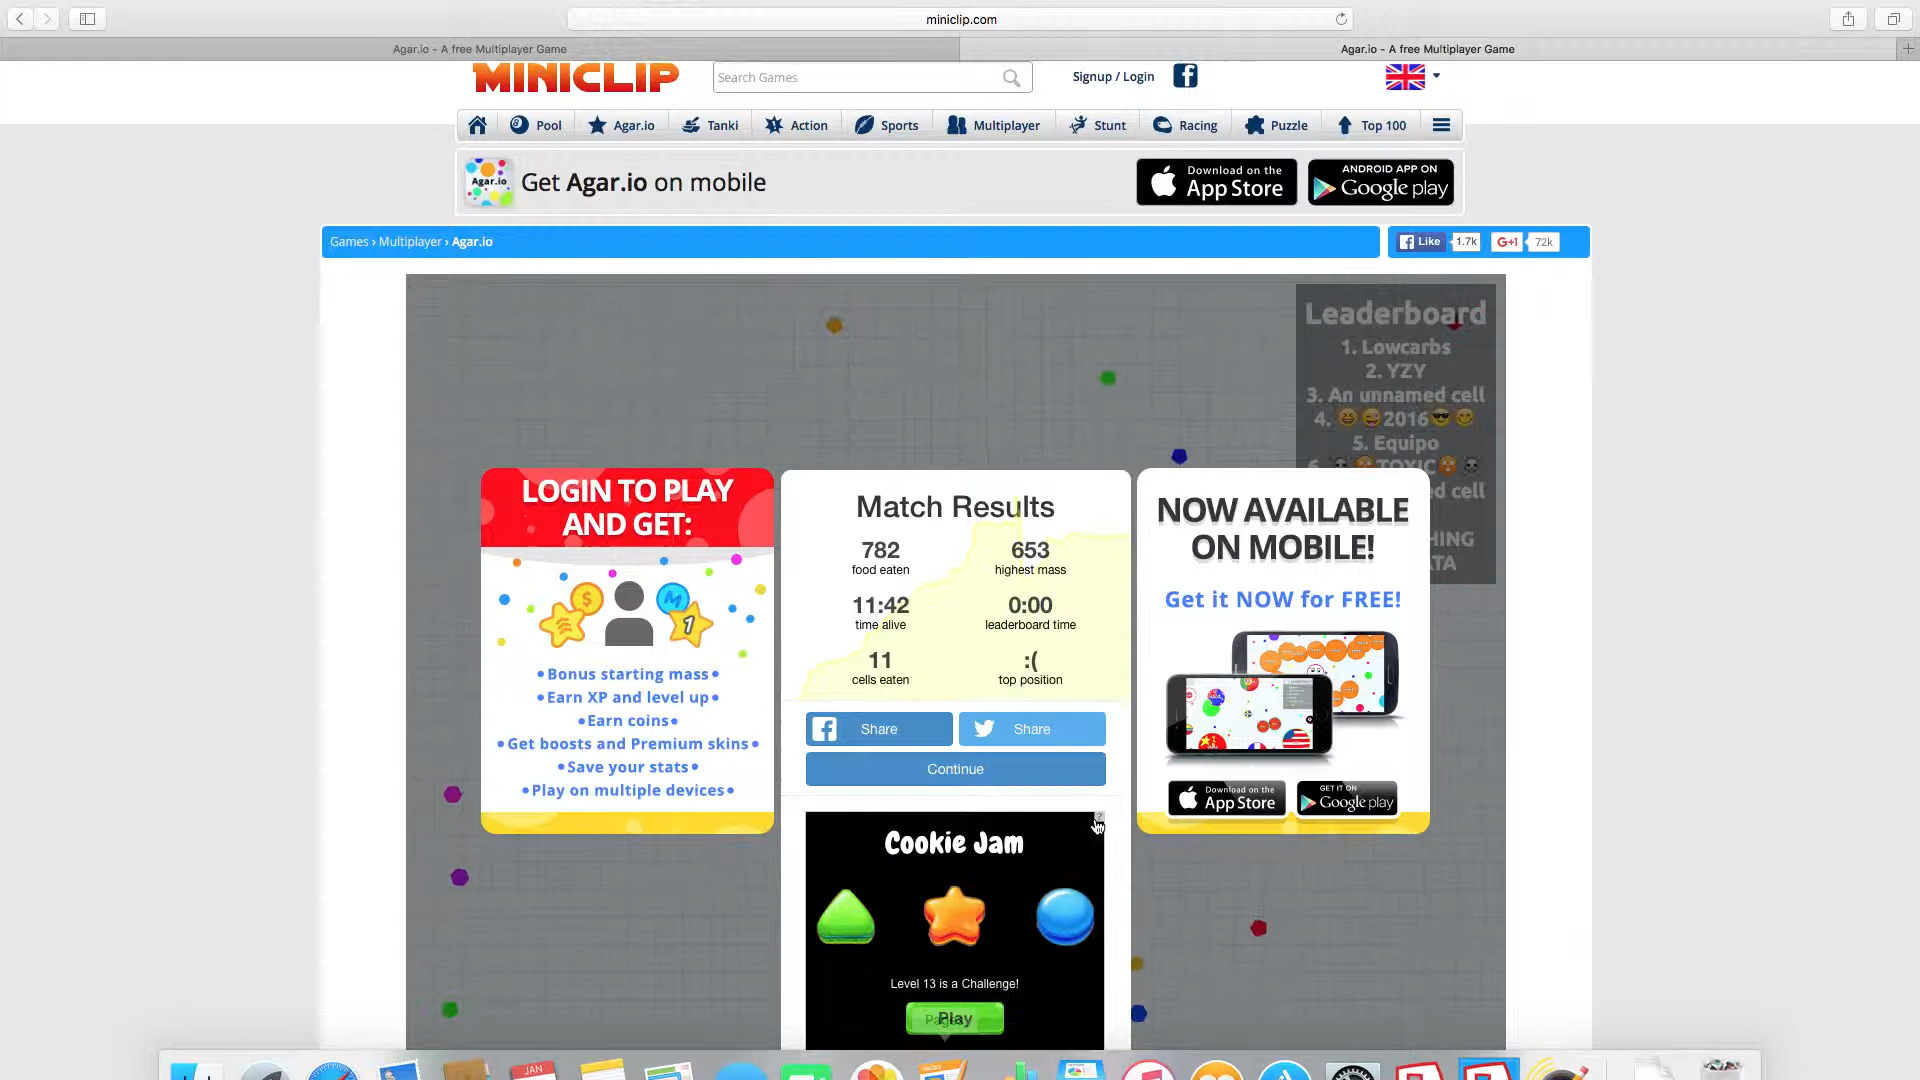 miniclip.com
Agar.io - A free Multiplayer Game
Agar.io - A free Multiplayer Game
MINICLIP
Search Games
Signup / Login
Pool
Agar.io
Tanki
Action
Sports
Multiplayer
Stunt
Racing
Puzzle
Top 100
Agar.io
Get Agar.io on mobile
Download on the
App Store
ANDROID APP ON
Google play
Games › Multiplayer › Agar.io
Like
1.7k
G+1
72k
Leaderboard
1. Lowcarbs
2. YZY
3. An unnamed cell
4. 😆😜2016😎😋
5. Equipo
TOXIC
cell
LOGIN TO PLAY
AND GET:
$
M
1
•Bonus starting mass•
•Earn XP and level up•
•Earn coins•
•Get boosts and Premium skins•
•Save your stats•
•Play on multiple devices•
Match Results
782
food eaten
653
highest mass
11:42
time alive
0:00
leaderboard time
11
cells eaten
:(
top position
Share
Share
Continue
NOW AVAILABLE
ON MOBILE!
Get it NOW for FREE!
Download on the
App Store
GET IT ON
Google play
?
Cookie Jam
Level 13 is a Challenge!
Play
Pages
JAN